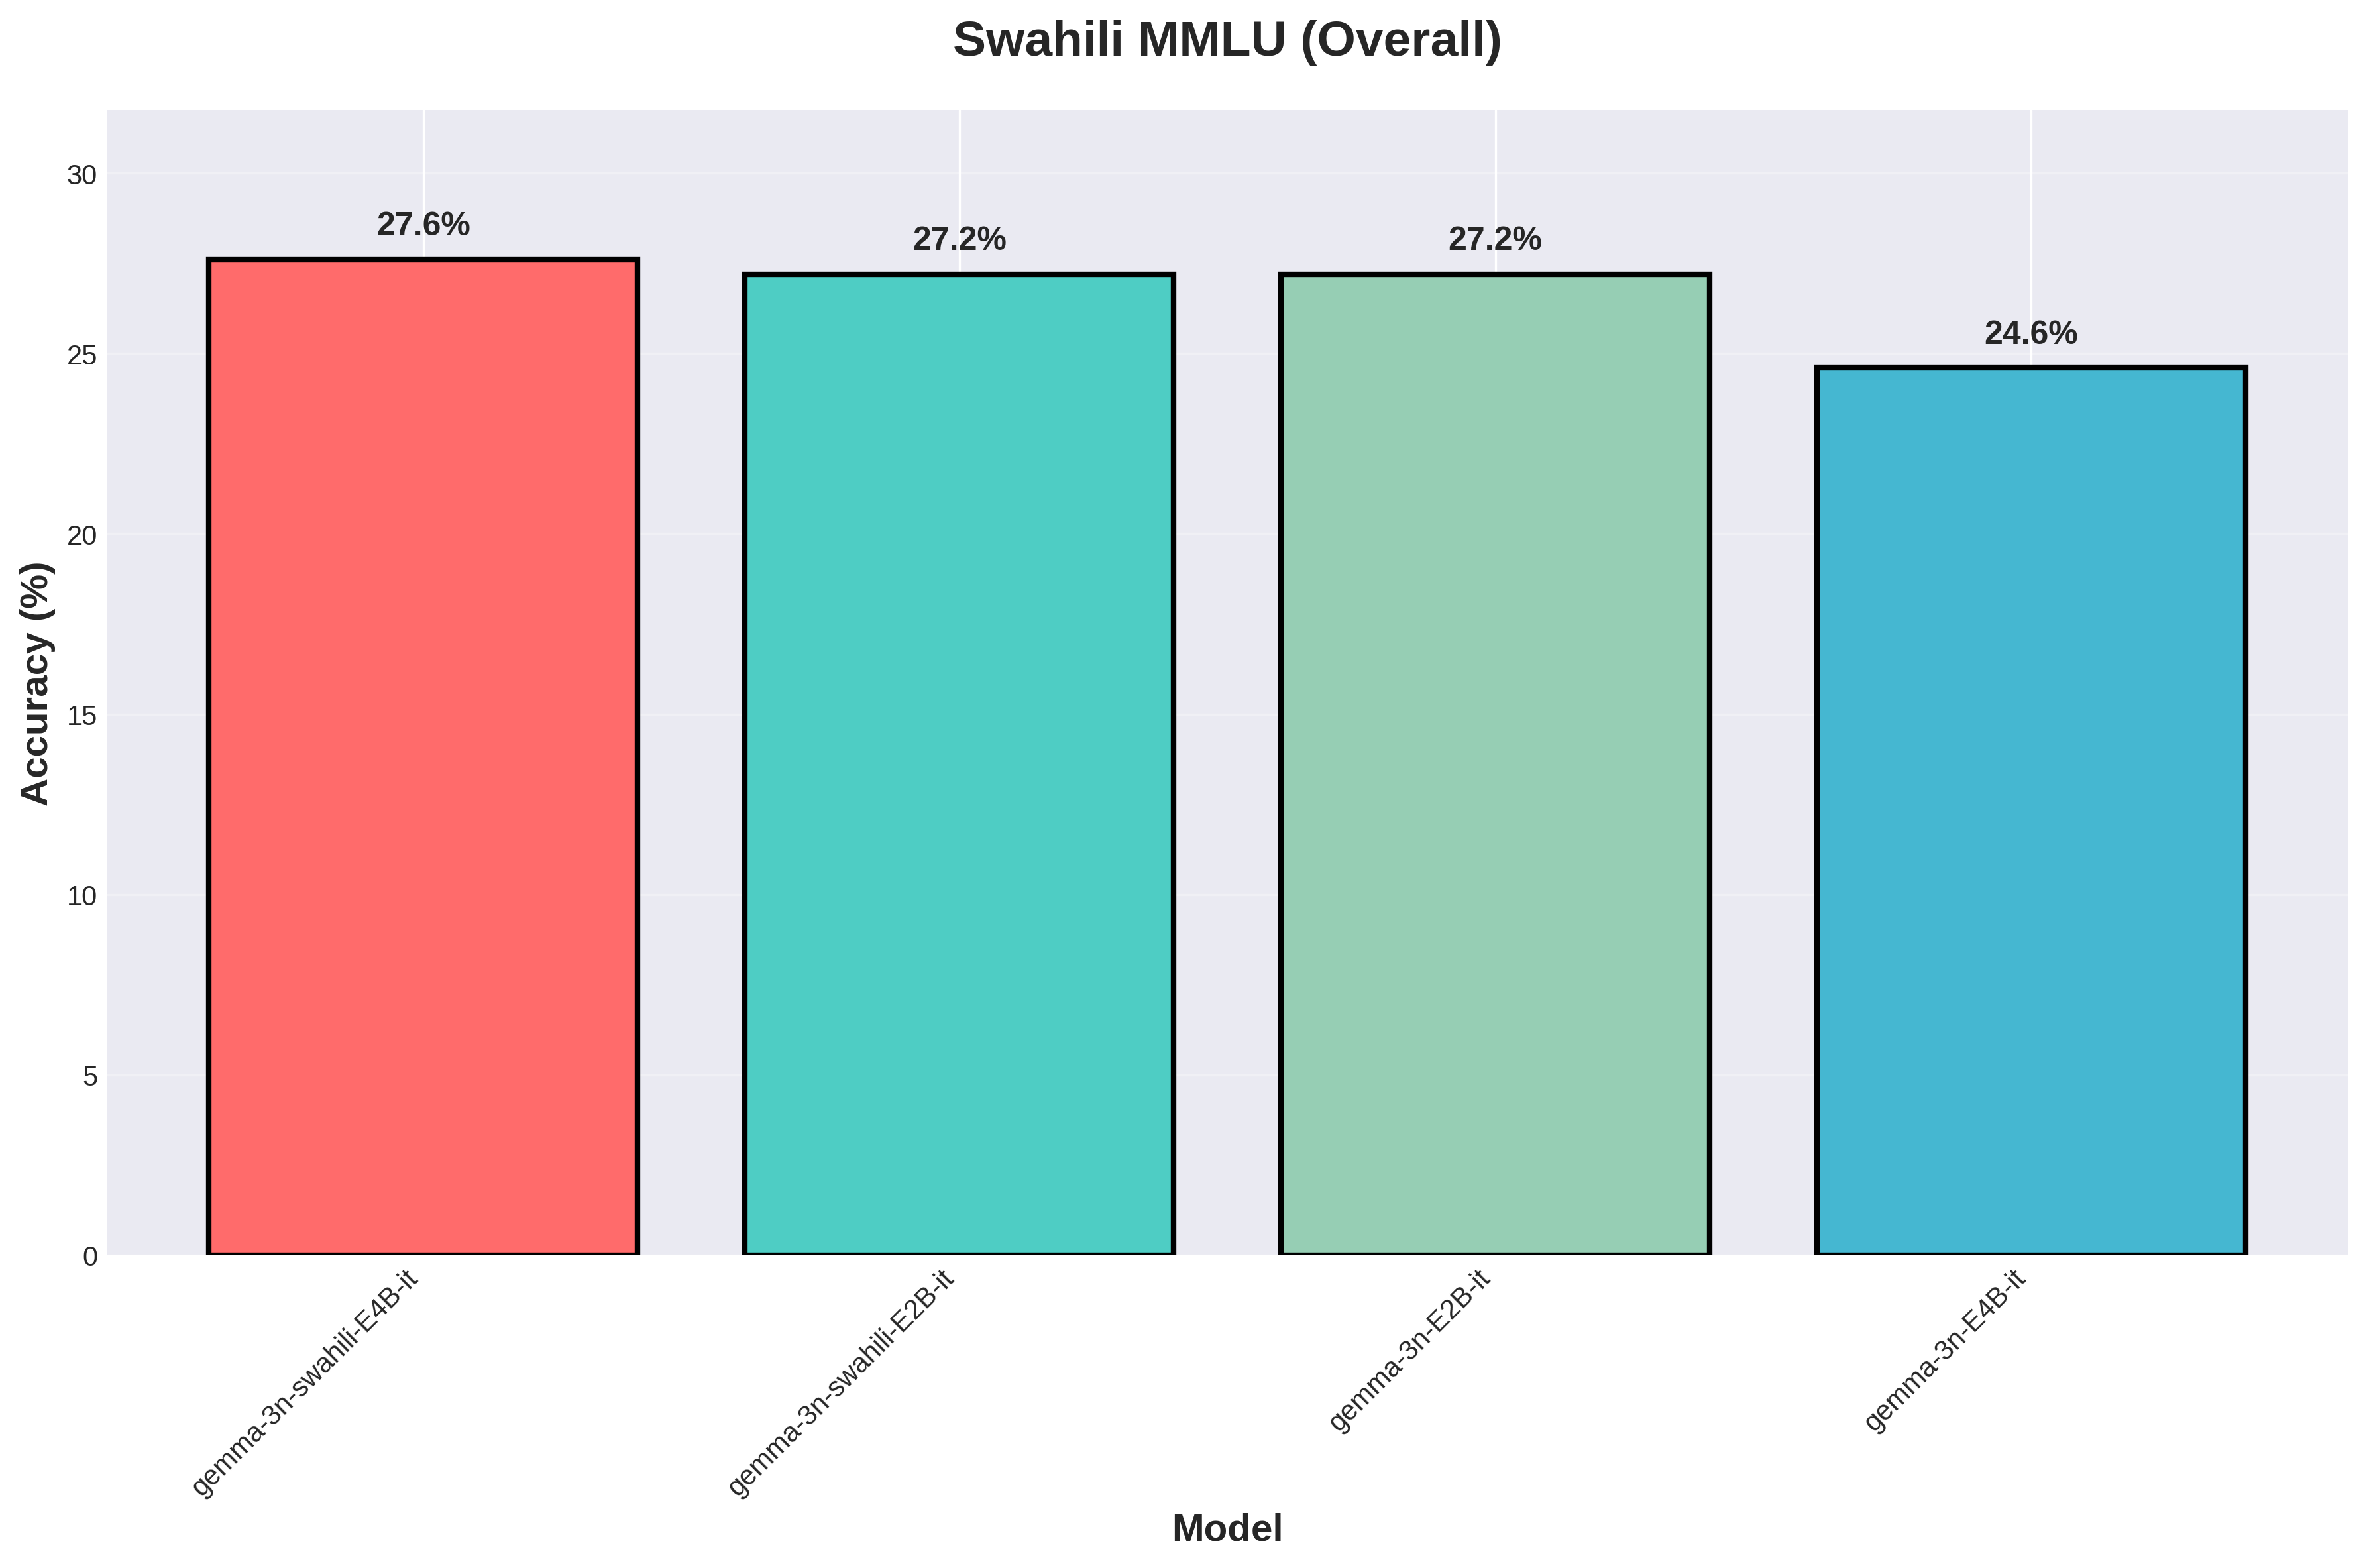 Swahili MMLU (Overall)
Accuracy (%)
30
25
20
15
10
5
0
27.6%
27.2%
27.2%
24.6%
gemma-3n-swahili-E4B-it
gemma-3n-swahili-E2B-it
gemma-3n-E2B-it
gemma-3n-E4B-it
Model